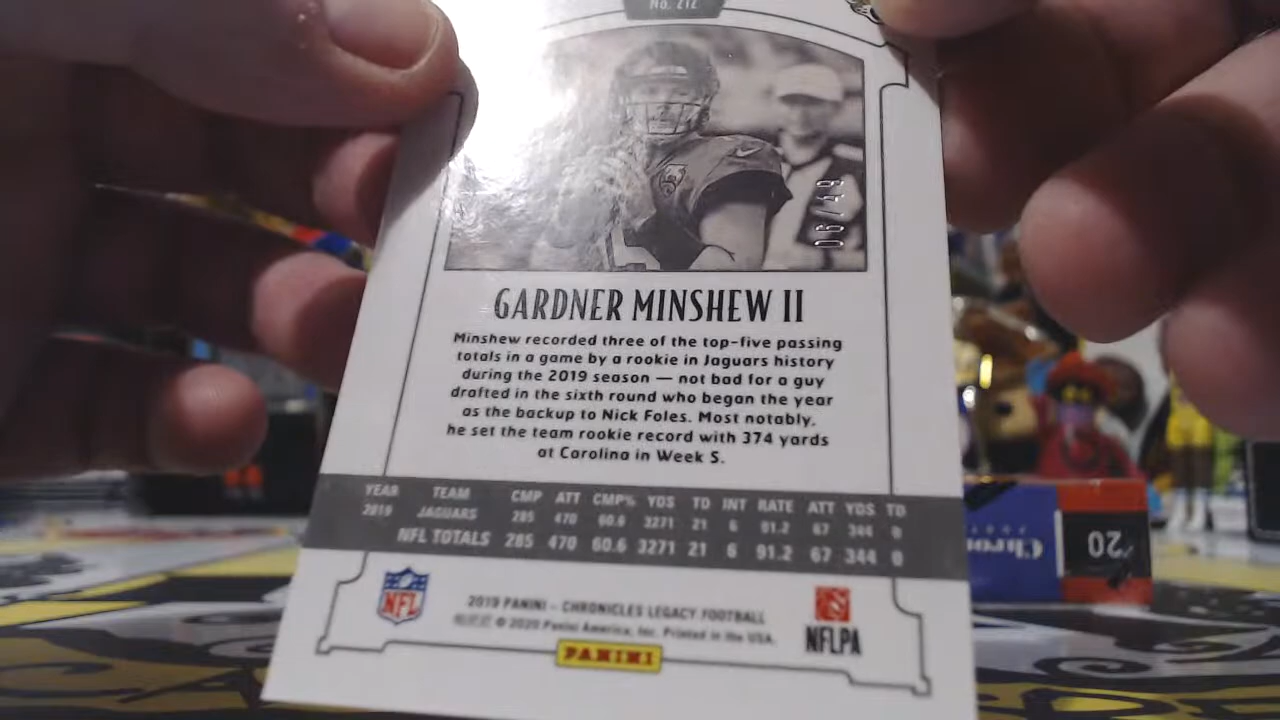 No. 212
06/49
GARDNER MINSHEW II
Minshew recorded three of the top-five passing
totals in a game by a rookie in Jaguars history
during the 2019 season — not bad for a guy
drafted in the sixth round who began the year
as the backup to Nick Foles. Most notably,
he set the team rookie record with 374 yards
at Carolina in Week 5.
YEAR TEAM CMP ATT CMP% YDS TD INT RATE ATT YDS TD
2019 JAGUARS 285 470 60.6 3271 21 6 91.2 67 344 0
NFL TOTALS 285 470 60.6 3271 21 6 91.2 67 344 0
NFL
2019 PANINI – CHRONICLES LEGACY FOOTBALL
© 2020 Panini America, Inc. Printed in the USA.
NFLPA
PANINI
20
Chron